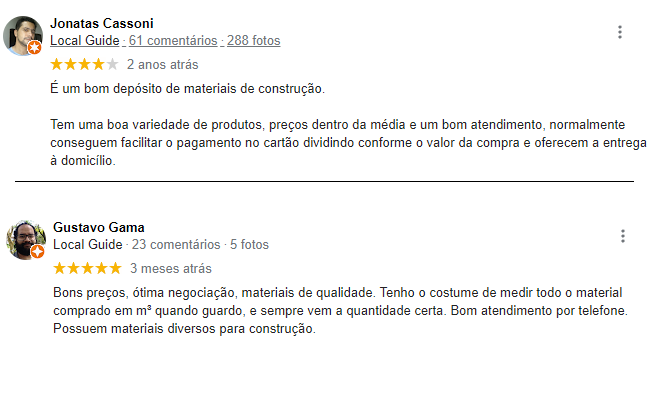 Jonatas Cassoni
Local Guide · 61 comentários · 288 fotos
2 anos atrás
É um bom depósito de materiais de construção.
Tem uma boa variedade de produtos, preços dentro da média e um bom atendimento, normalmente
conseguem facilitar o pagamento no cartão dividindo conforme o valor da compra e oferecem a entrega
à domicílio.
Gustavo Gama
Local Guide · 23 comentários · 5 fotos
3 meses atrás
Bons preços, ótima negociação, materiais de qualidade. Tenho o costume de medir todo o material
comprado em m³ quando guardo, e sempre vem a quantidade certa. Bom atendimento por telefone.
Possuem materiais diversos para construção.